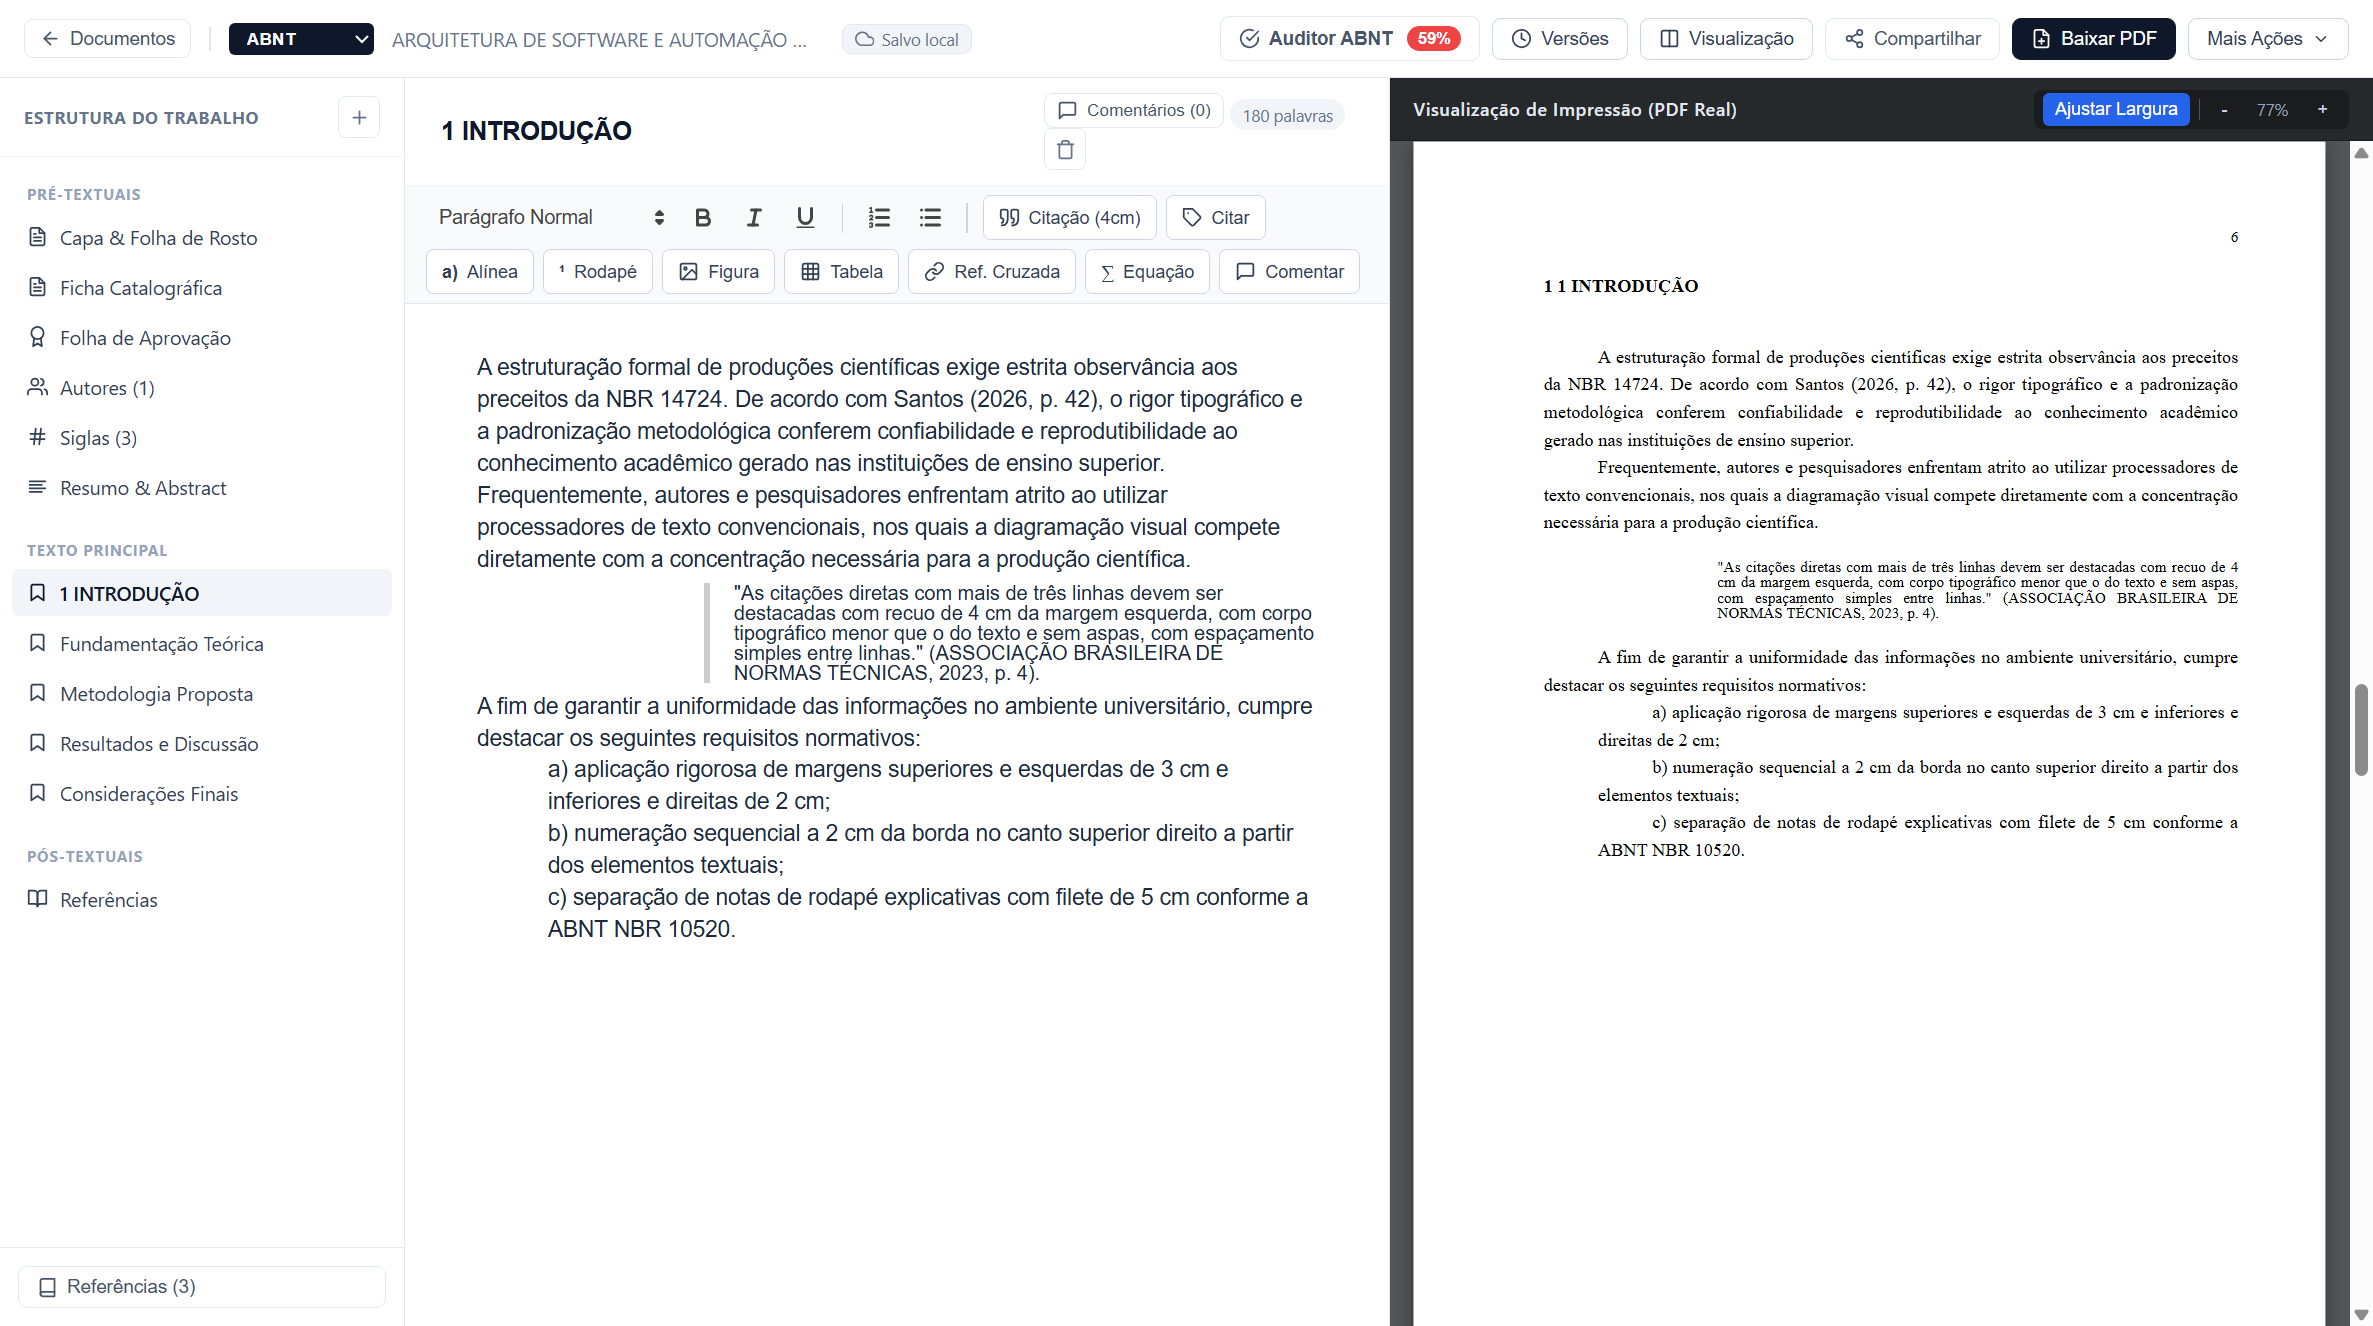 Documentos
ABNT
ARQUITETURA DE SOFTWARE E AUTOMAÇÃO ...
Salvo local
Auditor ABNT 59%
Versões
Visualização
Compartilhar
Baixar PDF
Mais Ações
ESTRUTURA DO TRABALHO
+
PRÉ-TEXTUAIS
Capa & Folha de Rosto
Ficha Catalográfica
Folha de Aprovação
Autores (1)
Siglas (3)
Resumo & Abstract
TEXTO PRINCIPAL
1 INTRODUÇÃO
Fundamentação Teórica
Metodologia Proposta
Resultados e Discussão
Considerações Finais
PÓS-TEXTUAIS
Referências
Referências (3)
1 INTRODUÇÃO
Comentários (0)
180 palavras
Parágrafo Normal
B I U
Citação (4cm)
Citar
a) Alínea
¹ Rodapé
Figura
Tabela
Ref. Cruzada
∑ Equação
Comentar
A estruturação formal de produções científicas exige estrita observância aos
preceitos da NBR 14724. De acordo com Santos (2026, p. 42), o rigor tipográfico e
a padronização metodológica conferem confiabilidade e reprodutibilidade ao
conhecimento acadêmico gerado nas instituições de ensino superior.
Frequentemente, autores e pesquisadores enfrentam atrito ao utilizar
processadores de texto convencionais, nos quais a diagramação visual compete
diretamente com a concentração necessária para a produção científica.
"As citações diretas com mais de três linhas devem ser
destacadas com recuo de 4 cm da margem esquerda, com corpo
tipográfico menor que o do texto e sem aspas, com espaçamento
simples entre linhas." (ASSOCIAÇÃO BRASILEIRA DE
NORMAS TÉCNICAS, 2023, p. 4).
A fim de garantir a uniformidade das informações no ambiente universitário, cumpre
destacar os seguintes requisitos normativos:
a) aplicação rigorosa de margens superiores e esquerdas de 3 cm e
inferiores e direitas de 2 cm;
b) numeração sequencial a 2 cm da borda no canto superior direito a partir
dos elementos textuais;
c) separação de notas de rodapé explicativas com filete de 5 cm conforme a
ABNT NBR 10520.
Visualização de Impressão (PDF Real)
Ajustar Largura
- 77% +
6
1 1 INTRODUÇÃO
A estruturação formal de produções científicas exige estrita observância aos preceitos
da NBR 14724. De acordo com Santos (2026, p. 42), o rigor tipográfico e a padronização
metodológica conferem confiabilidade e reprodutibilidade ao conhecimento acadêmico
gerado nas instituições de ensino superior.
Frequentemente, autores e pesquisadores enfrentam atrito ao utilizar processadores de
texto convencionais, nos quais a diagramação visual compete diretamente com a concentração
necessária para a produção científica.
"As citações diretas com mais de três linhas devem ser destacadas com recuo de 4
cm da margem esquerda, com corpo tipográfico menor que o do texto e sem aspas,
com espaçamento simples entre linhas." (ASSOCIAÇÃO BRASILEIRA DE
NORMAS TÉCNICAS, 2023, p. 4).
A fim de garantir a uniformidade das informações no ambiente universitário, cumpre
destacar os seguintes requisitos normativos:
a) aplicação rigorosa de margens superiores e esquerdas de 3 cm e inferiores e
direitas de 2 cm;
b) numeração sequencial a 2 cm da borda no canto superior direito a partir dos
elementos textuais;
c) separação de notas de rodapé explicativas com filete de 5 cm conforme a
ABNT NBR 10520.